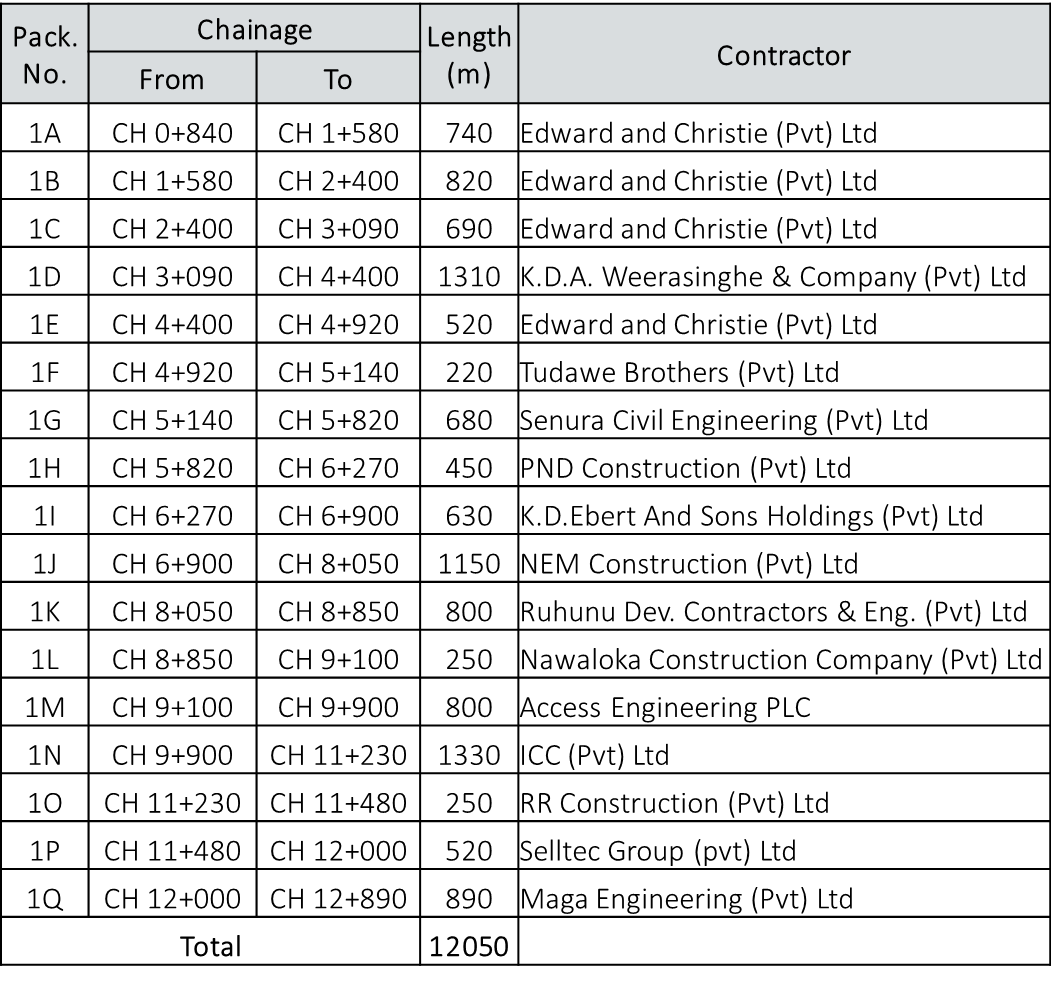 Pack. No. Chainage Length (m) Contractor
From To
1A CH 0+840 CH 1+580 740 Edward and Christie (Pvt) Ltd
1B CH 1+580 CH 2+400 820 Edward and Christie (Pvt) Ltd
1C CH 2+400 CH 3+090 690 Edward and Christie (Pvt) Ltd
1D CH 3+090 CH 4+400 1310 K.D.A. Weerasinghe & Company (Pvt) Ltd
1E CH 4+400 CH 4+920 520 Edward and Christie (Pvt) Ltd
1F CH 4+920 CH 5+140 220 Tudawe Brothers (Pvt) Ltd
1G CH 5+140 CH 5+820 680 Senura Civil Engineering (Pvt) Ltd
1H CH 5+820 CH 6+270 450 PND Construction (Pvt) Ltd
1I CH 6+270 CH 6+900 630 K.D.Ebert And Sons Holdings (Pvt) Ltd
1J CH 6+900 CH 8+050 1150 NEM Construction (Pvt) Ltd
1K CH 8+050 CH 8+850 800 Ruhunu Dev. Contractors & Eng. (Pvt) Ltd
1L CH 8+850 CH 9+100 250 Nawaloka Construction Company (Pvt) Ltd
1M CH 9+100 CH 9+900 800 Access Engineering PLC
1N CH 9+900 CH 11+230 1330 ICC (Pvt) Ltd
1O CH 11+230 CH 11+480 250 RR Construction (Pvt) Ltd
1P CH 11+480 CH 12+000 520 Selltec Group (pvt) Ltd
1Q CH 12+000 CH 12+890 890 Maga Engineering (Pvt) Ltd
Total 12050